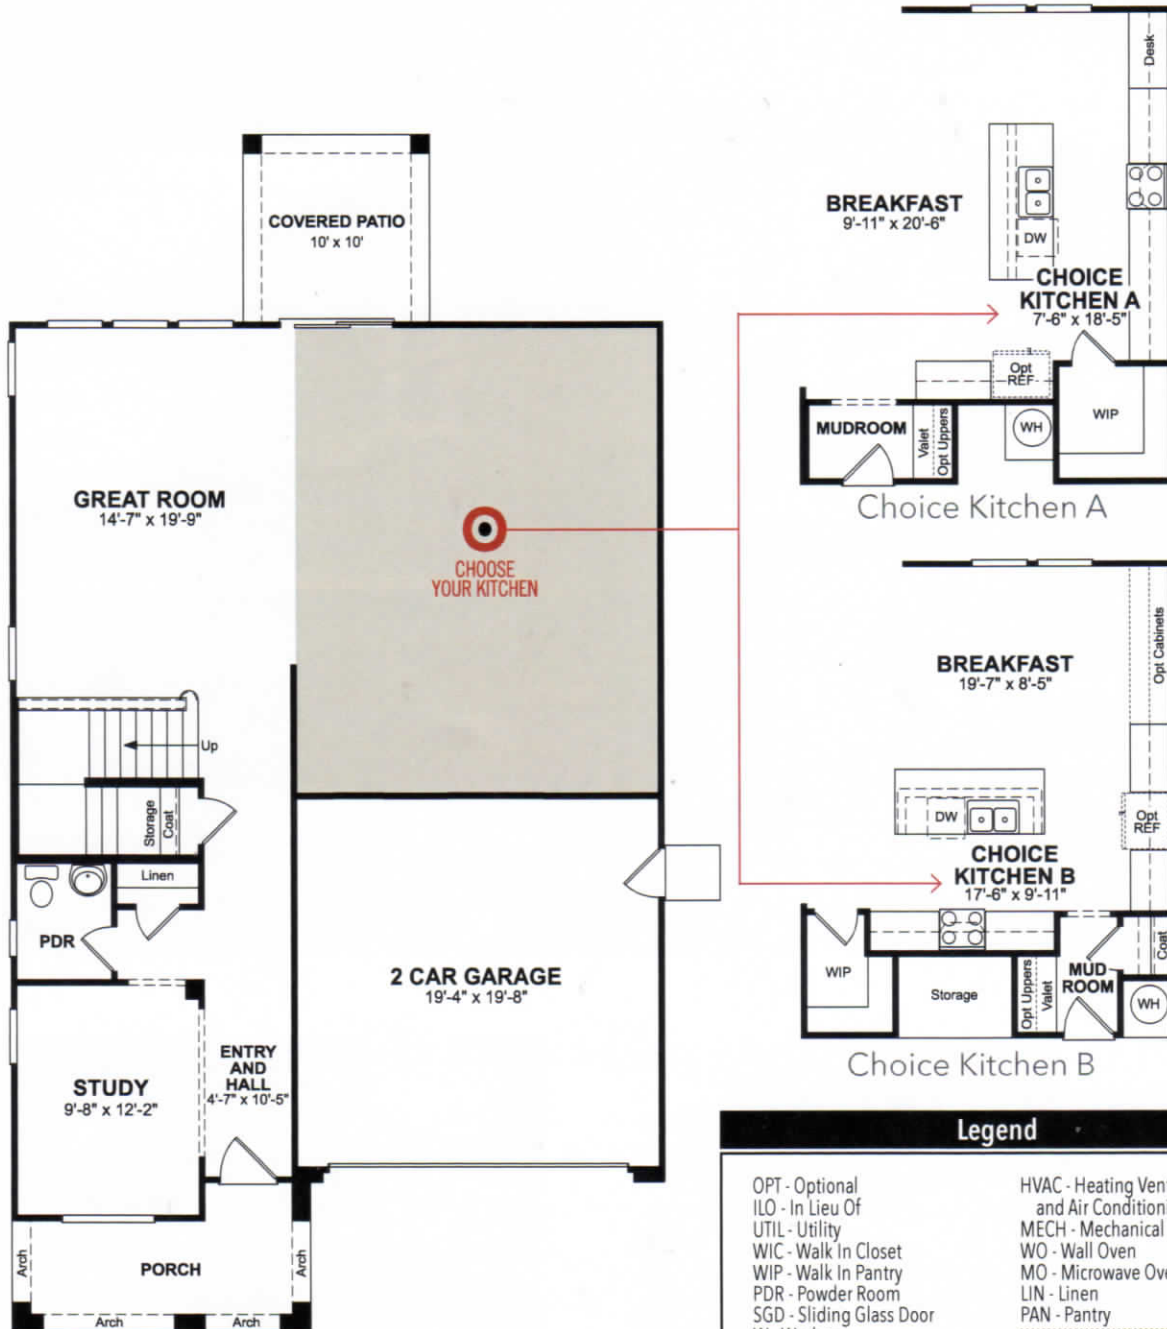 COVERED PATIO
10' x 10'
GREAT ROOM
14'-7" x 19'-9"
CHOOSE
YOUR KITCHEN
Up
Storage
Coat
Linen
PDR
2 CAR GARAGE
19'-4" x 19'-8"
ENTRY
AND
HALL
4'-7" x 10'-5"
STUDY
9'-8" x 12'-2"
PORCH
Arch
Arch
Arch
Arch
Desk
BREAKFAST
9'-11" x 20'-6"
DW
CHOICE
KITCHEN A
7'-6" x 18'-5"
Opt
REF
WIP
MUDROOM
Valet
Opt Uppers
WH
Choice Kitchen A
Opt Cabinets
BREAKFAST
19'-7" x 8'-5"
DW
Opt
REF
CHOICE
KITCHEN B
17'-6" x 9'-11"
WIP
Storage
Opt Uppers
Valet
MUD
ROOM
Coat
WH
Choice Kitchen B
Legend
OPT - Optional
ILO - In Lieu Of
UTIL - Utility
WIC - Walk In Closet
WIP - Walk In Pantry
PDR - Powder Room
SGD - Sliding Glass Door
HVAC - Heating Ven
and Air Condition
MECH - Mechanical
WO - Wall Oven
MO - Microwave Ove
LIN - Linen
PAN - Pantry